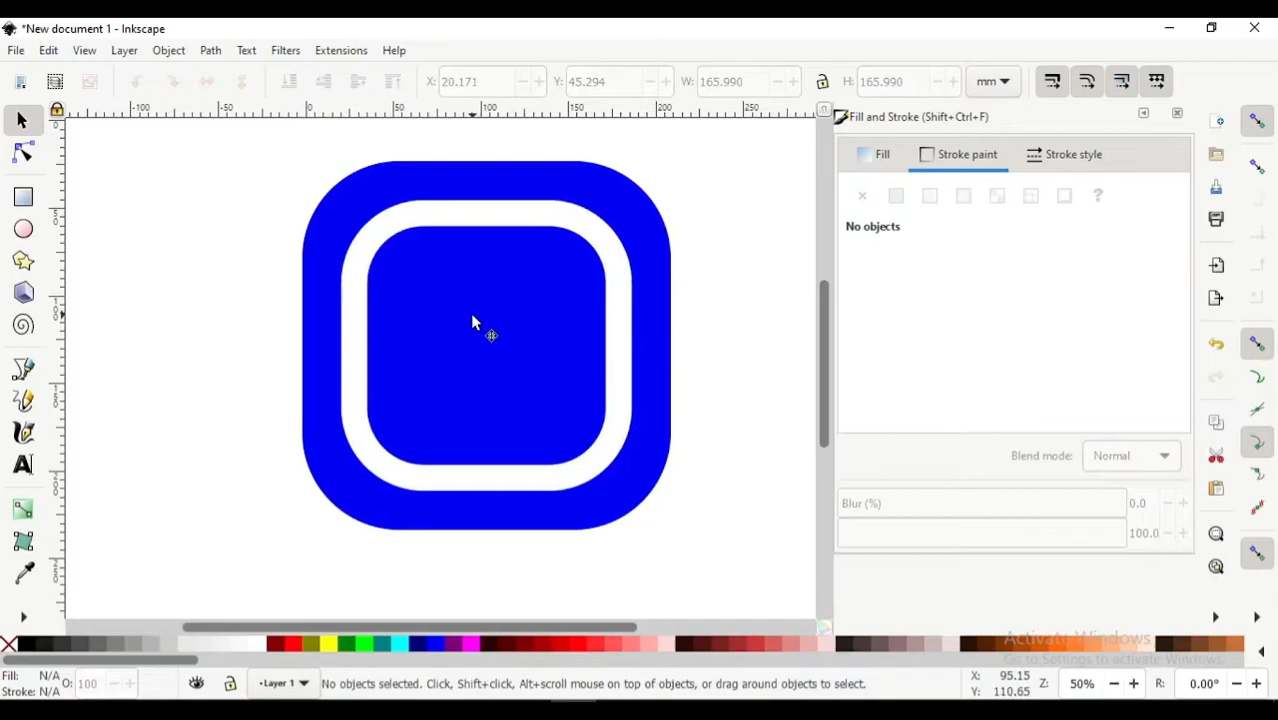 *New document 1 - Inkscape
File Edit View Layer Object Path Text Filters Extensions Help
X: 20.171 Y: 45.294 W: 165.990 H: 165.990 mm
-100 -50 0 50 100 150 200 250
Fill and Stroke (Shift+Ctrl+F)
Fill Stroke paint Stroke style
?
No objects
Blend mode: Normal
Blur (%) 0.0
100.0
Activate Windows
Go to Settings to activate Windows.
Fill: N/A O: 100 Layer 1 No objects selected. Click, Shift+click, Alt+scroll mouse on top of objects, or drag around objects to select. X: 95.15 Z: 50% R: 0.00°
Stroke: N/A Y: 110.65